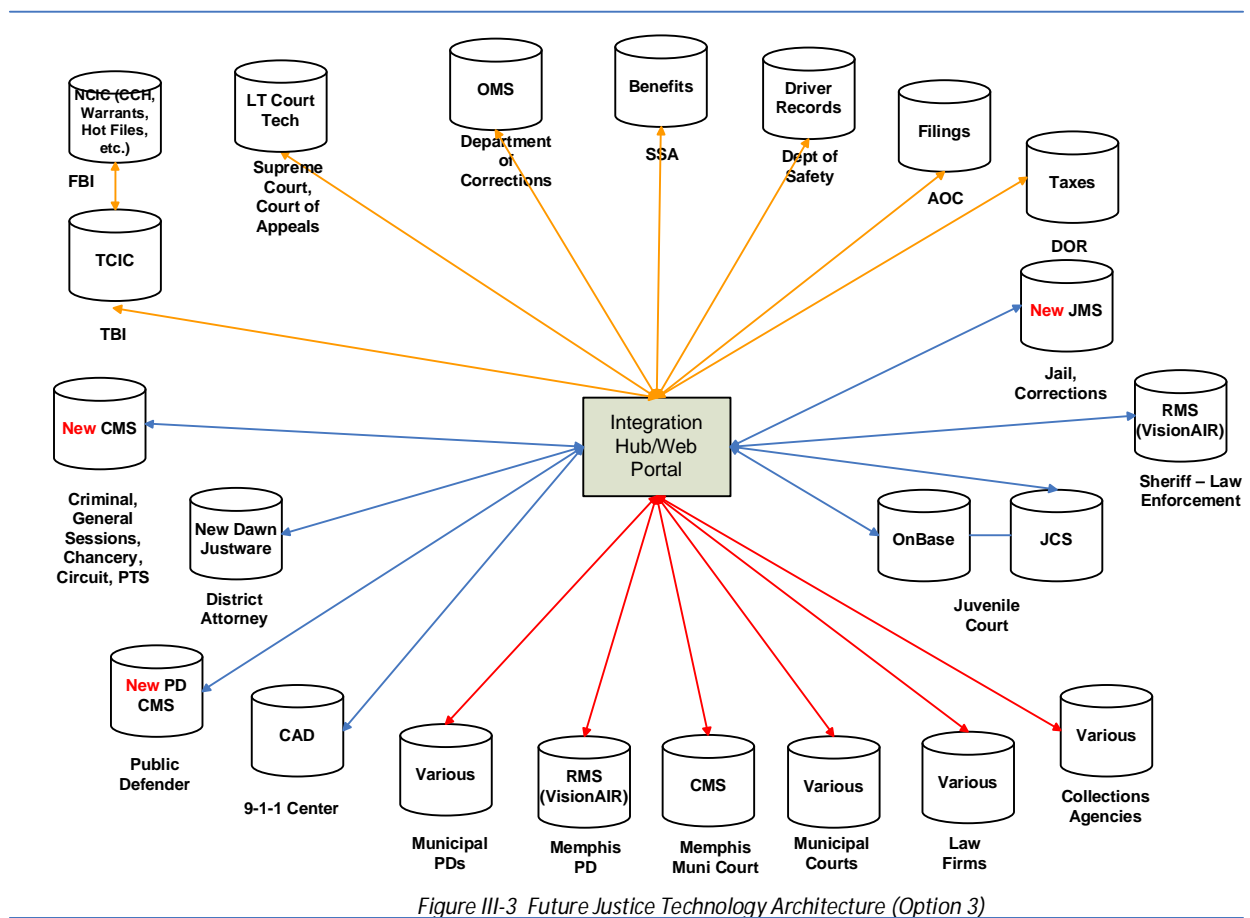 NCIC (CCH,
Warrants,
Hot Files,
etc.)
FBI
LT Court
Tech
Supreme
Court,
Court of
Appeals
OMS
Department
of
Corrections
Benefits
SSA
Driver
Records
Dept of
Safety
Filings
AOC
Taxes
DOR
TCIC
TBI
New JMS
Jail,
Corrections
New CMS
Criminal,
General
Sessions,
Chancery,
Circuit, PTS
Integration
Hub/Web
Portal
RMS
(VisionAIR)
Sheriff – Law
Enforcement
New Dawn
Justware
District
Attorney
OnBase
JCS
Juvenile
Court
New PD
CMS
Public
Defender
CAD
9-1-1 Center
Various
Municipal
PDs
RMS
(VisionAIR)
Memphis
PD
CMS
Memphis
Muni Court
Various
Municipal
Courts
Various
Law
Firms
Various
Collections
Agencies
Figure III-3 Future Justice Technology Architecture (Option 3)